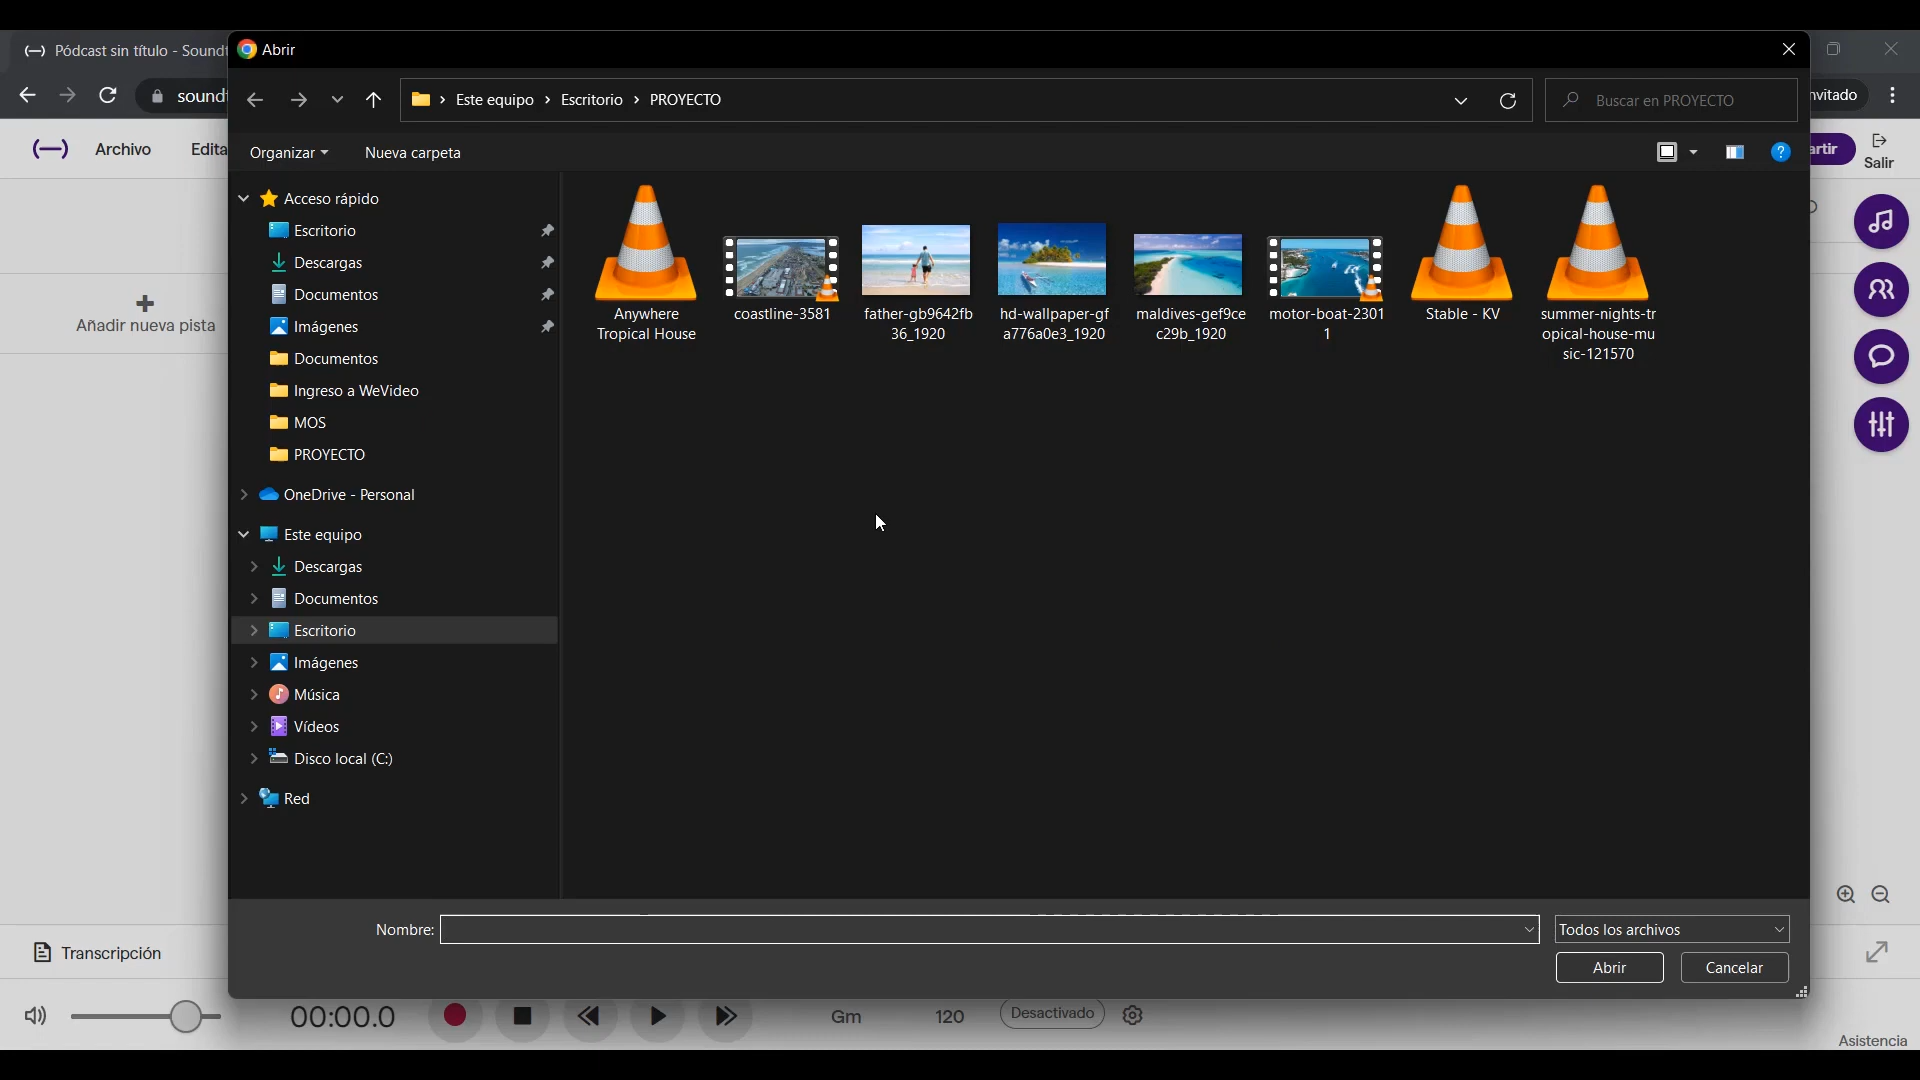 Pódcast sin título - Soundt
Abrir
soundt
Este equipo
Escritorio
PROYECTO
Buscar en PROYECTO
nvitado
Archivo
Edita
Organizar
Nueva carpeta
artir
Salir
Añadir nueva pista
Acceso rápido
Escritorio
Descargas
Documentos
Imágenes
Documentos
Ingreso a WeVideo
MOS
PROYECTO
OneDrive - Personal
Este equipo
Descargas
Documentos
Escritorio
Imágenes
Música
Vídeos
Disco local (C:)
Red
Anywhere
Tropical House
coastline-3581
father-gb9642fb
36_1920
hd-wallpaper-gf
a776a0e3_1920
maldives-gef9ce
c29b_1920
motor-boat-2301
1
Stable - KV
summer-nights-tr
opical-house-mu
sic-121570
Nombre:
Todos los archivos
Abrir
Cancelar
Transcripción
00:00.0
Gm
120
Desactivado
Asistencia